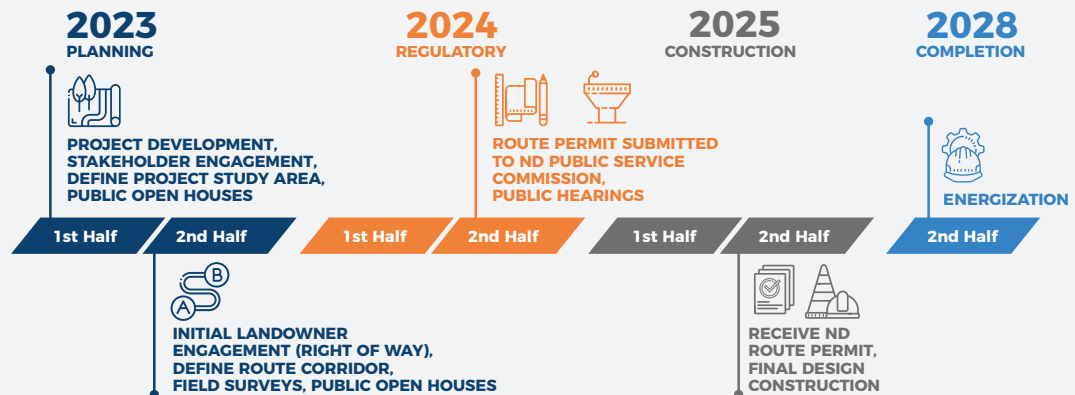 2023
PLANNING
2024
REGULATORY
2025
CONSTRUCTION
2028
COMPLETION
PROJECT DEVELOPMENT,
STAKEHOLDER ENGAGEMENT,
DEFINE PROJECT STUDY AREA,
PUBLIC OPEN HOUSES
ROUTE PERMIT SUBMITTED
TO ND PUBLIC SERVICE
COMMISSION,
PUBLIC HEARINGS
ENERGIZATION
1st Half
2nd Half
1st Half
2nd Half
1st Half
2nd Half
2nd Half
A
B
INITIAL LANDOWNER
ENGAGEMENT (RIGHT OF WAY),
DEFINE ROUTE CORRIDOR,
FIELD SURVEYS, PUBLIC OPEN HOUSES
RECEIVE ND
ROUTE PERMIT,
FINAL DESIGN
CONSTRUCTION